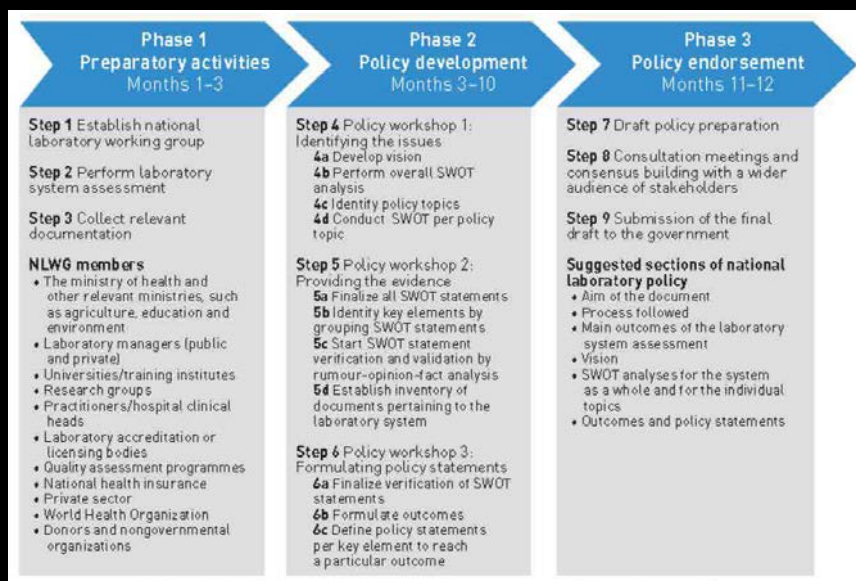 Phase 1
Preparatory activities
Months 1–3
Step 1 Establish national
laboratory working group
Step 2 Perform laboratory
system assessment
Step 3 Collect relevant
documentation
NLWG members
• The ministry of health and
other relevant ministries, such
as agriculture, education and
environment
• Laboratory managers (public
and private)
• Universities/training institutes
• Research groups
• Practitioners/hospital clinical
heads
• Laboratory accreditation or
licensing bodies
• Quality assessment programmes
• National health insurance
• Private sector
• World Health Organization
• Donors and nongovernmental
organizations
Phase 2
Policy development
Months 3–10
Step 4 Policy workshop 1:
Identifying the issues
4a Develop vision
4b Perform overall SWOT
analysis
4c Identify policy topics
4d Conduct SWOT per policy
topic
Step 5 Policy workshop 2:
Providing the evidence
5a Finalize all SWOT statements
5b Identify key elements by
grouping SWOT statements
5c Start SWOT statement
verification and validation by
rumour-opinion-fact analysis
5d Establish inventory of
documents pertaining to the
laboratory system
Step 6 Policy workshop 3:
Formulating policy statements
6a Finalize verification of SWOT
statements
6b Formulate outcomes
6c Define policy statements
per key element to reach
a particular outcome
Phase 3
Policy endorsement
Months 11–12
Step 7 Draft policy preparation
Step 8 Consultation meetings and
consensus building with a wider
audience of stakeholders
Step 9 Submission of the final
draft to the government
Suggested sections of national
laboratory policy
• Aim of the document
• Process followed
• Main outcomes of the laboratory
system assessment
• Vision
• SWOT analyses for the system
as a whole and for the individual
topics
• Outcomes and policy statements